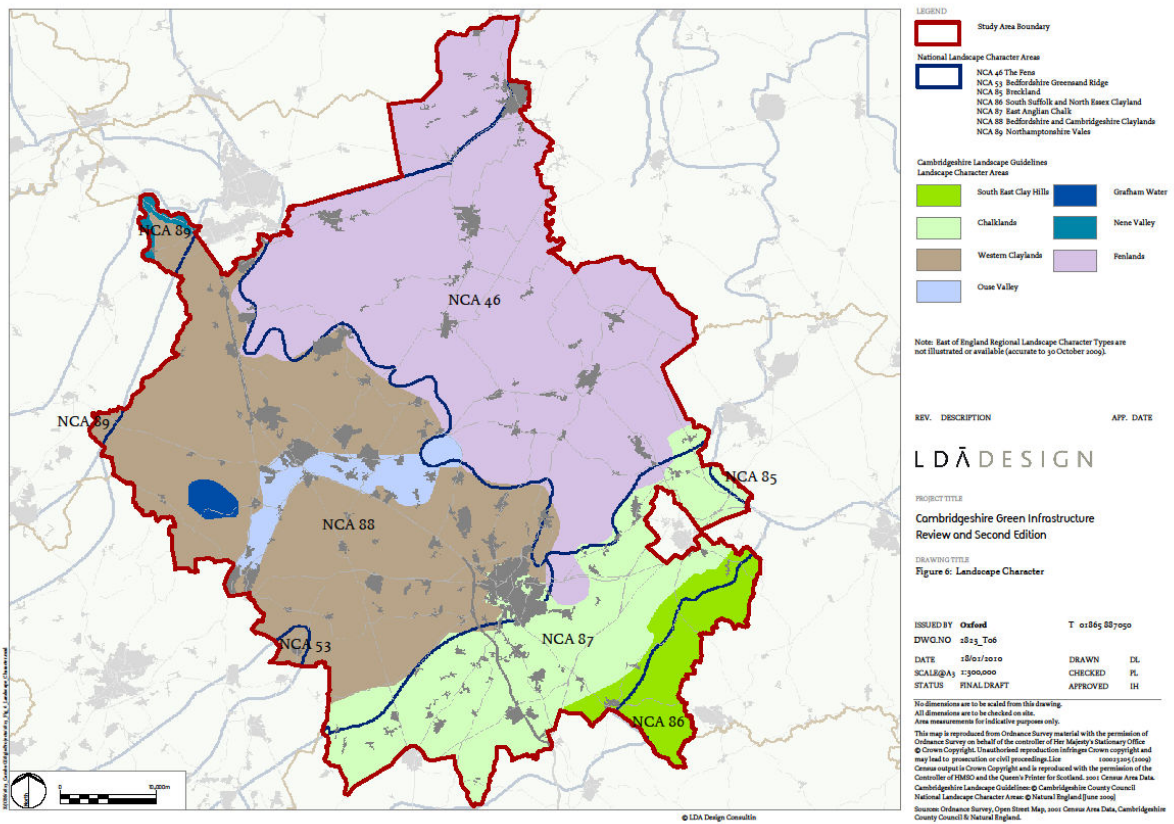 NCA 89
NCA 46
NCA 89
NCA 85
NCA 88
NCA 87
NCA 53
NCA 86
North
0
10,000m
© LDA Design Consultin
LEGEND
Study Area Boundary
National Landscape Character Areas
NCA 46 The Fens
NCA 53 Bedfordshire Greensand Ridge
NCA 85 Breckland
NCA 86 South Suffolk and North Essex Clayland
NCA 87 East Anglian Chalk
NCA 88 Bedfordshire and Cambridgeshire Claylands
NCA 89 Northamptonshire Vales
Cambridgeshire Landscape Guidelines
Landscape Character Areas
South East Clay Hills
Grafham Water
Chalklands
Nene Valley
Western Claylands
Fenlands
Ouse Valley
Note: East of England Regional Landscape Character Types are
not illustrated or available (accurate to 30 October 2009).
REV. DESCRIPTION APP. DATE
LDĀDESIGN
PROJECT TITLE
Cambridgeshire Green Infrastructure
Review and Second Edition
DRAWING TITLE
Figure 6: Landscape Character
ISSUED BY Oxford T 01865 887050
DWG.NO 2823_T06
DATE 18/01/2010 DRAWN DL
SCALE@A3 1:300,000 CHECKED PL
STATUS FINAL DRAFT APPROVED IH
No dimensions are to be scaled from this drawing.
All dimensions are to be checked on site.
Area measurements for indicative purposes only.
This map is reproduced from Ordnance Survey material with the permission of
Ordnance Survey on behalf of the controller of Her Majesty's Stationary Office
© Crown Copyright. Unauthorised reproduction infringes Crown copyright and
may lead to prosecution or civil proceedings.Lice 100023205 (2009)
Census output is Crown Copyright and is reproduced with the permission of the
Controller of HMSO and the Queen's Printer for Scotland. 2001 Census Area Data.
Cambridgeshire Landscape Guidelines: © Cambridgeshire County Council
National Landscape Character Areas: © Natural England [June 2009]
Sources: Ordnance Survey, Open Street Map, 2001 Census Area Data, Cambridgeshire
County Council & Natural England.